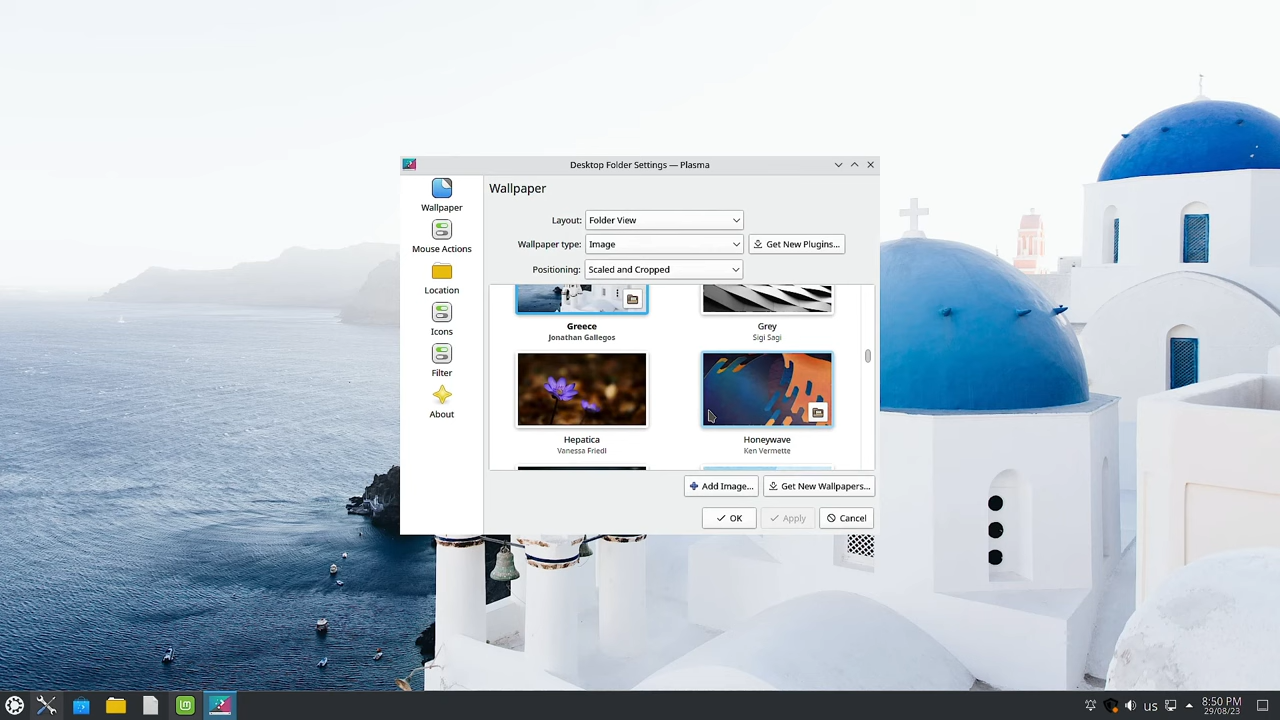 Desktop Folder Settings — Plasma
Wallpaper
Wallpaper
Mouse Actions
Location
Icons
Filter
About
Layout: Folder View
Wallpaper type: Image Get New Plugins...
Positioning: Scaled and Cropped
Greece Grey
Jonathan Gallegos Sigi Sagi
Hepatica Honeywave
Vanessa Friedl Ken Vermette
Add Image... Get New Wallpapers...
OK Apply Cancel
us 8:50 PM
29/08/23